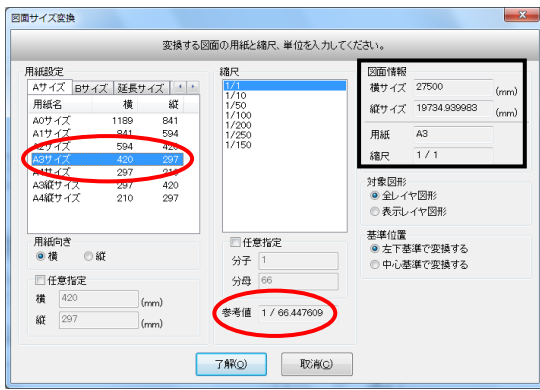 図面サイズ変換
変換する図面の用紙と縮尺、単位を入力してください。
用紙設定
Aサイズ Bサイズ 延長サイズ
用紙名 横 縦
A0サイズ 1189 841
A1サイズ 841 594
A2サイズ 594 420
A3サイズ 420 297
A4サイズ 297 210
A3縦サイズ 297 420
A4縦サイズ 210 297
用紙向き
横 縦
任意指定
横 420 (mm)
縦 297 (mm)
縮尺
1/1
1/10
1/50
1/100
1/200
1/250
1/150
任意指定
分子 1
分母 66
参考値 1 / 66.447609
図面情報
横サイズ 27500 (mm)
縦サイズ 19734.939983 (mm)
用紙 A3
縮尺 1 / 1
対象図形
全レイヤ図形
表示レイヤ図形
基準位置
左下基準で変換する
中心基準で変換する
了解(O) 取消(C)